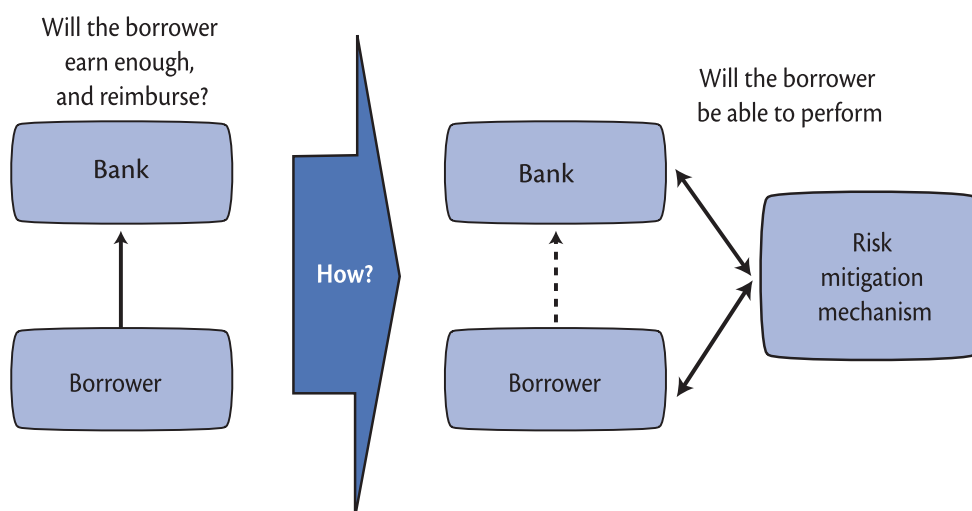 Will the borrower
earn enough,
and reimburse?
Bank
Borrower
How?
Will the borrower
be able to perform
Bank
Borrower
Risk
mitigation
mechanism